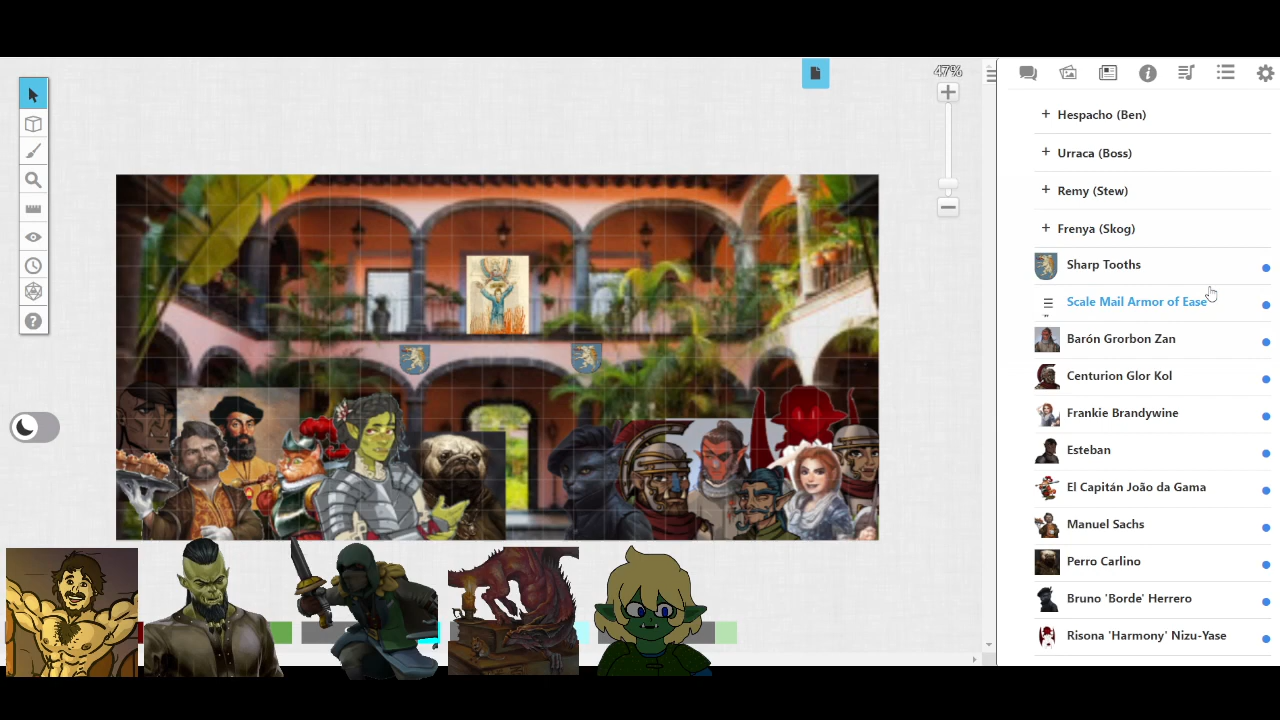 47%
Hespacho (Ben)
Urraca (Boss)
Remy (Stew)
Frenya (Skog)
Sharp Tooths
Scale Mail Armor of Ease
Barón Grorbon Zan
Centurion Glor Kol
Frankie Brandywine
Esteban
El Capitán João da Gama
Manuel Sachs
Perro Carlino
Bruno 'Borde' Herrero
Risona 'Harmony' Nizu-Yase